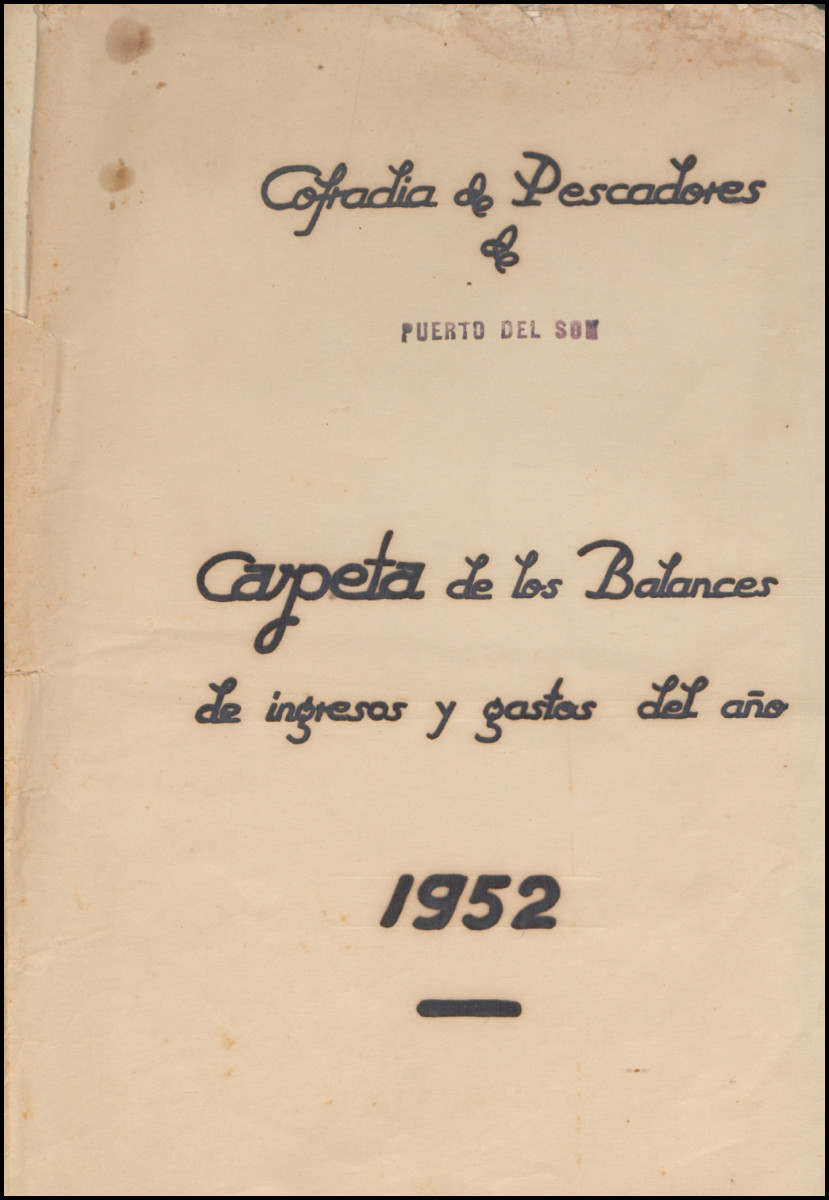 Cofradia de Pescadores
de
PUERTO DEL SON
Carpeta de los Balances
de ingresos y gastos del año
1952